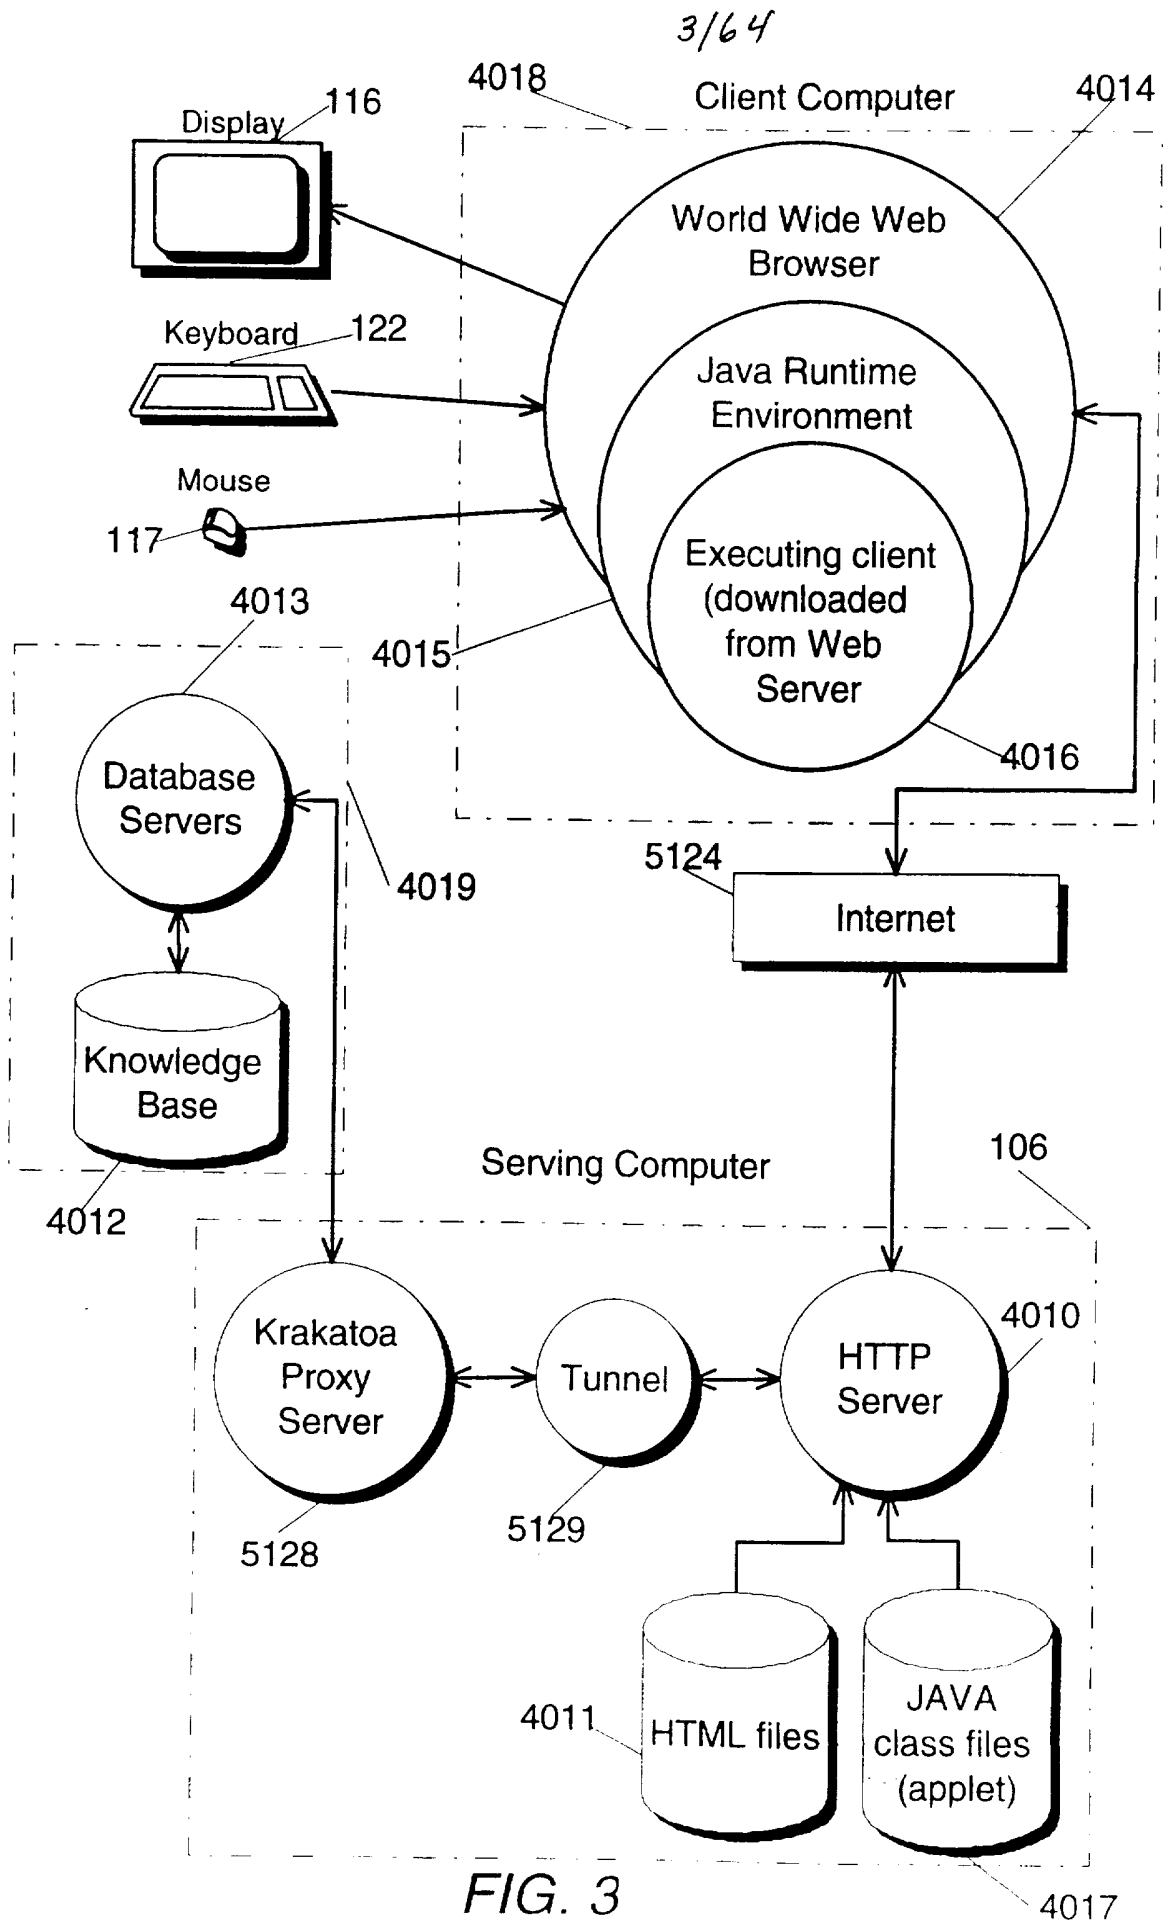 3/64
4018
Client Computer
4014
116
Display
World Wide Web
Browser
Keyboard
122
Java Runtime
Environment
Mouse
117
Executing client
(downloaded
from Web
Server
4013
4015
4016
Database
Servers
4019
5124
Internet
Knowledge
Base
4012
Serving Computer
106
Krakatoa
Proxy
Server
Tunnel
HTTP
Server
4010
5128
5129
4011
HTML files
JAVA
class files
(applet)
4017
FIG. 3